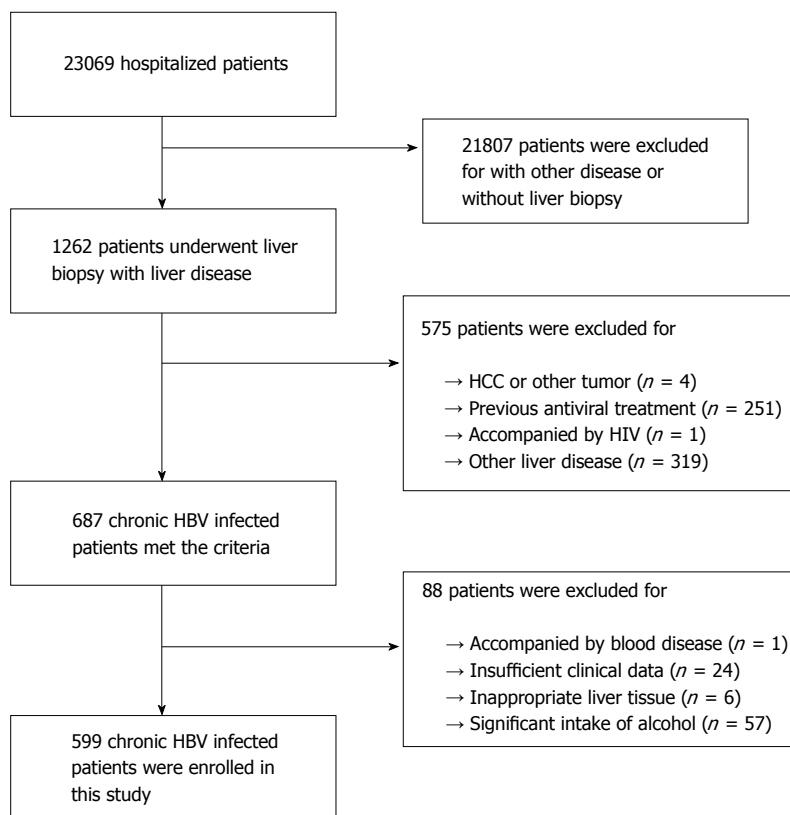 23069 hospitalized patients
21807 patients were excluded
for with other disease or
without liver biopsy
1262 patients underwent liver
biopsy with liver disease
575 patients were excluded for
→ HCC or other tumor (n = 4)
→ Previous antiviral treatment (n = 251)
→ Accompanied by HIV (n = 1)
→ Other liver disease (n = 319)
687 chronic HBV infected
patients met the criteria
88 patients were excluded for
→ Accompanied by blood disease (n = 1)
→ Insufficient clinical data (n = 24)
→ Inappropriate liver tissue (n = 6)
→ Significant intake of alcohol (n = 57)
599 chronic HBV infected
patients were enrolled in
this study